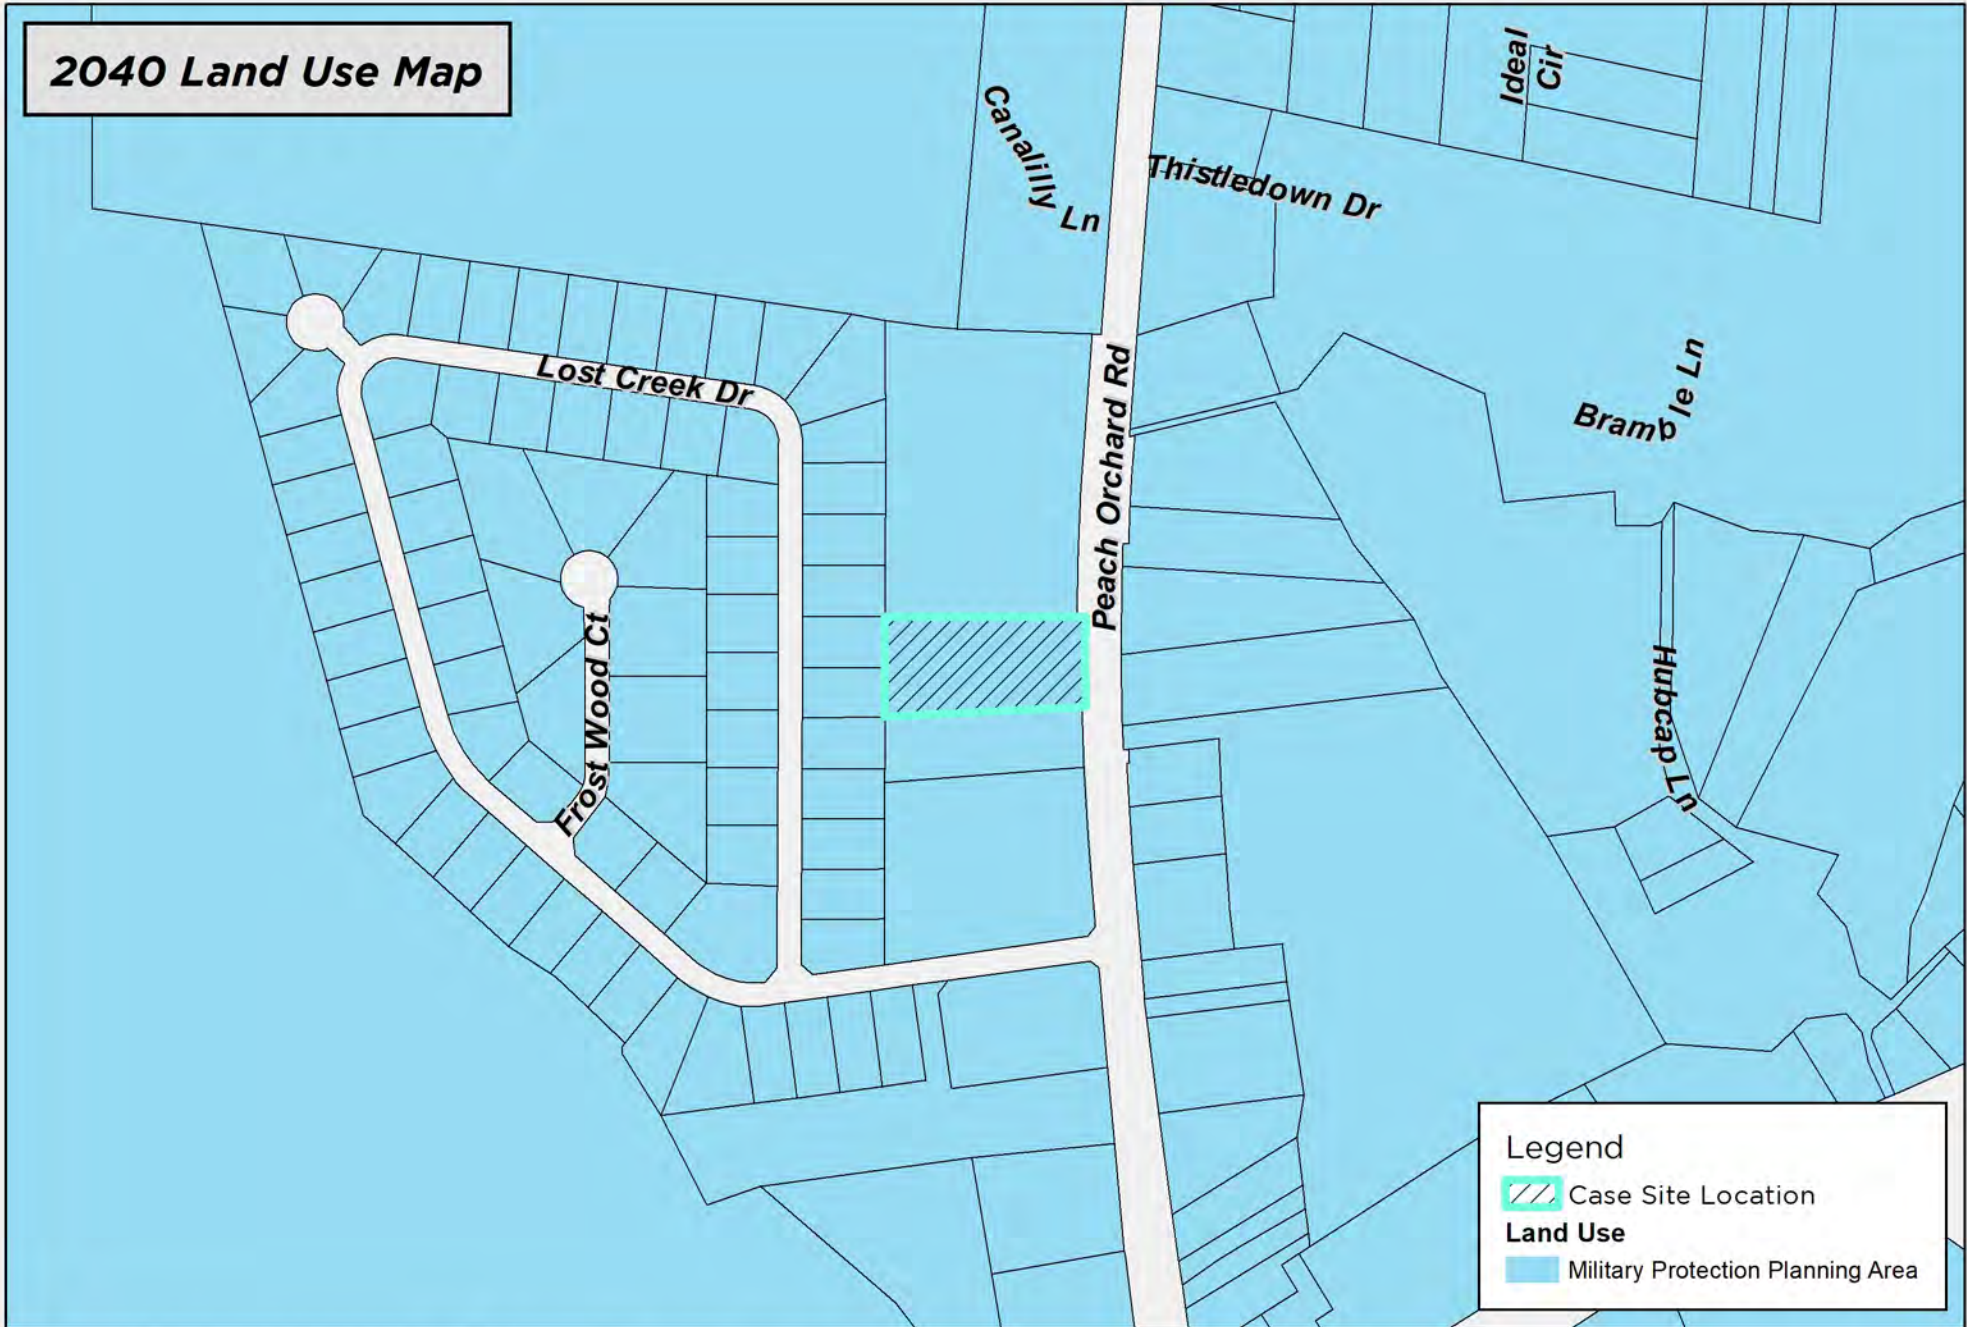 2040 Land Use Map
Ideal
Cir
Canalilly Ln
Thistledown Dr
Lost Creek Dr
Peach Orchard Rd
Bramble Ln
Frost Wood Ct
Hubcap Ln
Legend
Case Site Location
Land Use
Military Protection Planning Area